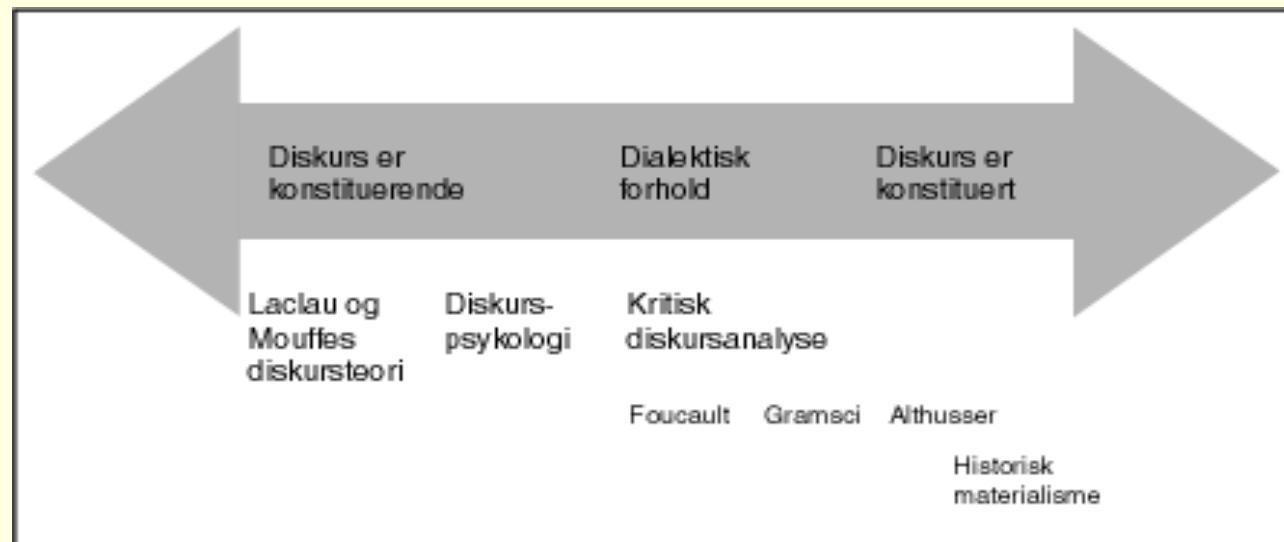 Diskurs er
konstituerende
Dialektisk
forhold
Diskurs er
konstituert
Laclau og
Mouffes
diskursteori
Diskurs-
psykologi
Kritisk
diskursanalyse
Foucault
Gramsci
Althusser
Historisk
materialisme